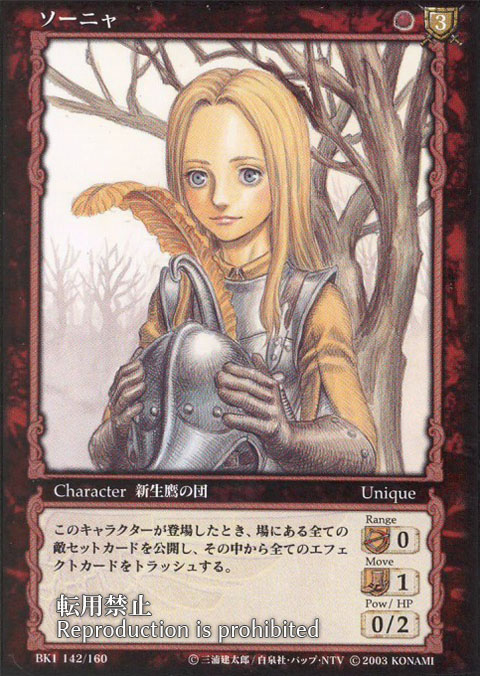 ソーニャ
3
Character 新生鷹の団 Unique
このキャラクターが登場したとき、場にある全ての
敵セットカードを公開し、その中から全てのエフェ
クトカードをトラッシュする。
Range
0
Move
1
Pow/ HP
0/2
転用禁止
Reproduction is prohibited
BK1 142/160 © 三浦建太郎／白泉社・バップ・NTV © 2003 KONAMI